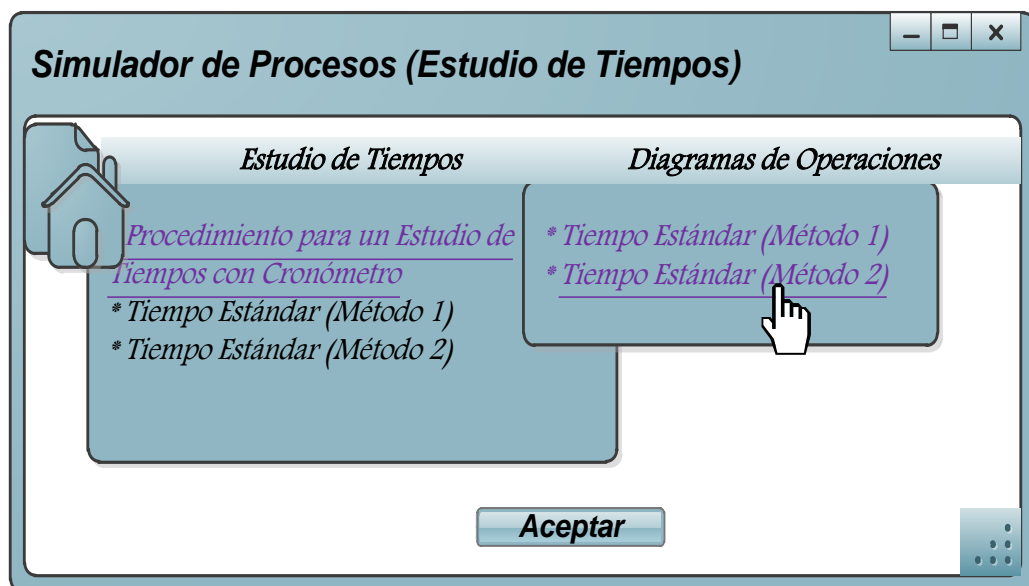 Simulador de Procesos (Estudio de Tiempos)
Estudio de Tiempos
Procedimiento para un Estudio de
Tiempos con Cronómetro
* Tiempo Estándar (Método 1)
* Tiempo Estándar (Método 2)
Diagramas de Operaciones
* Tiempo Estándar (Método 1)
* Tiempo Estándar (Método 2)
Aceptar